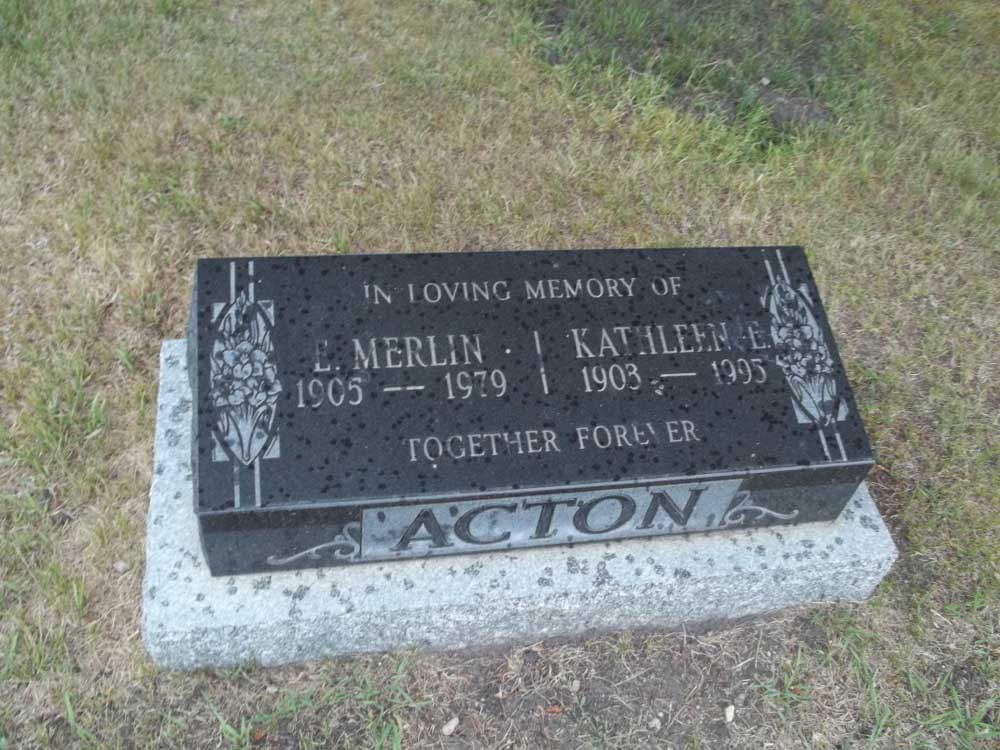 IN LOVING MEMORY OF
E. MERLIN KATHLEEN E.
1905 — 1979 1903 — 1995
TOGETHER FOREVER
ACTON